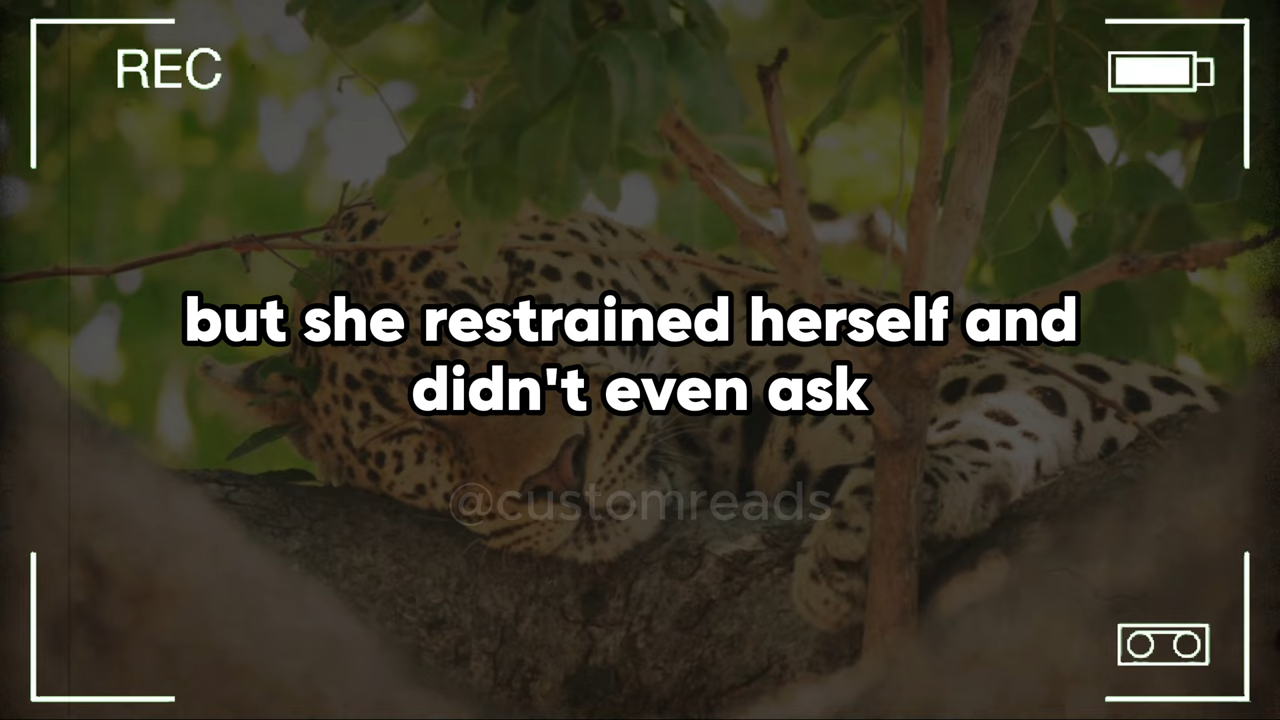 REC
but she restrained herself and
didn't even ask
@customreads